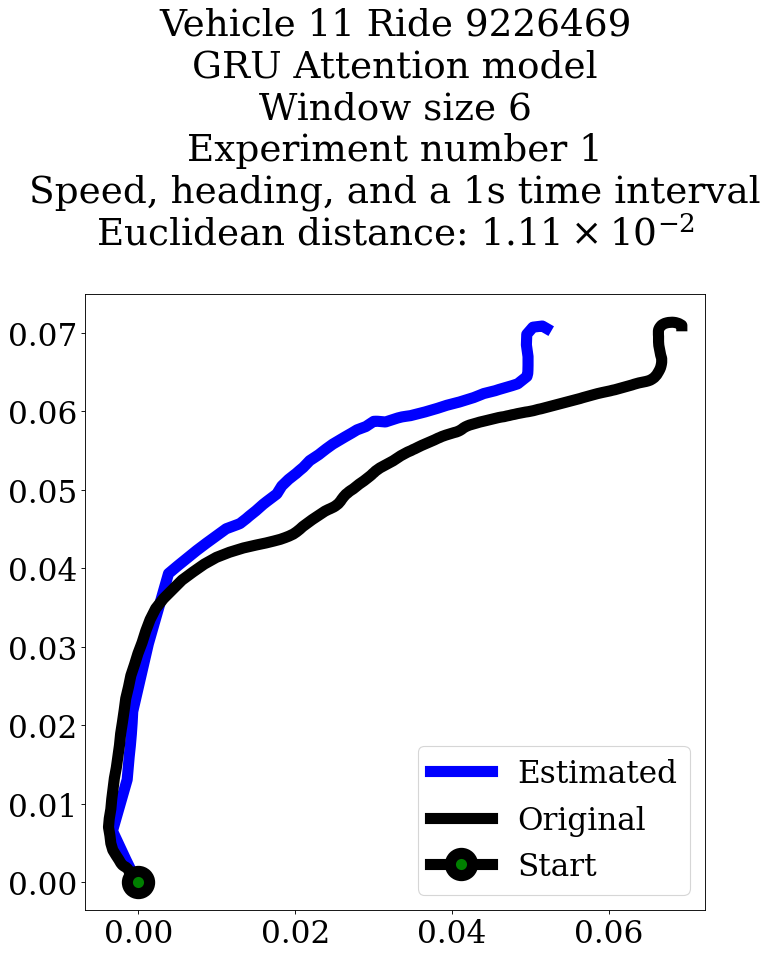 Vehicle 11 Ride 9226469
GRU Attention model
Window size 6
Experiment number 1
Speed, heading, and a 1s time interval
Euclidean distance: 1.11 × 10⁻²
0.07
0.06
0.05
0.04
0.03
0.02
0.01
0.00
Estimated
Original
Start
0.00 0.02 0.04 0.06